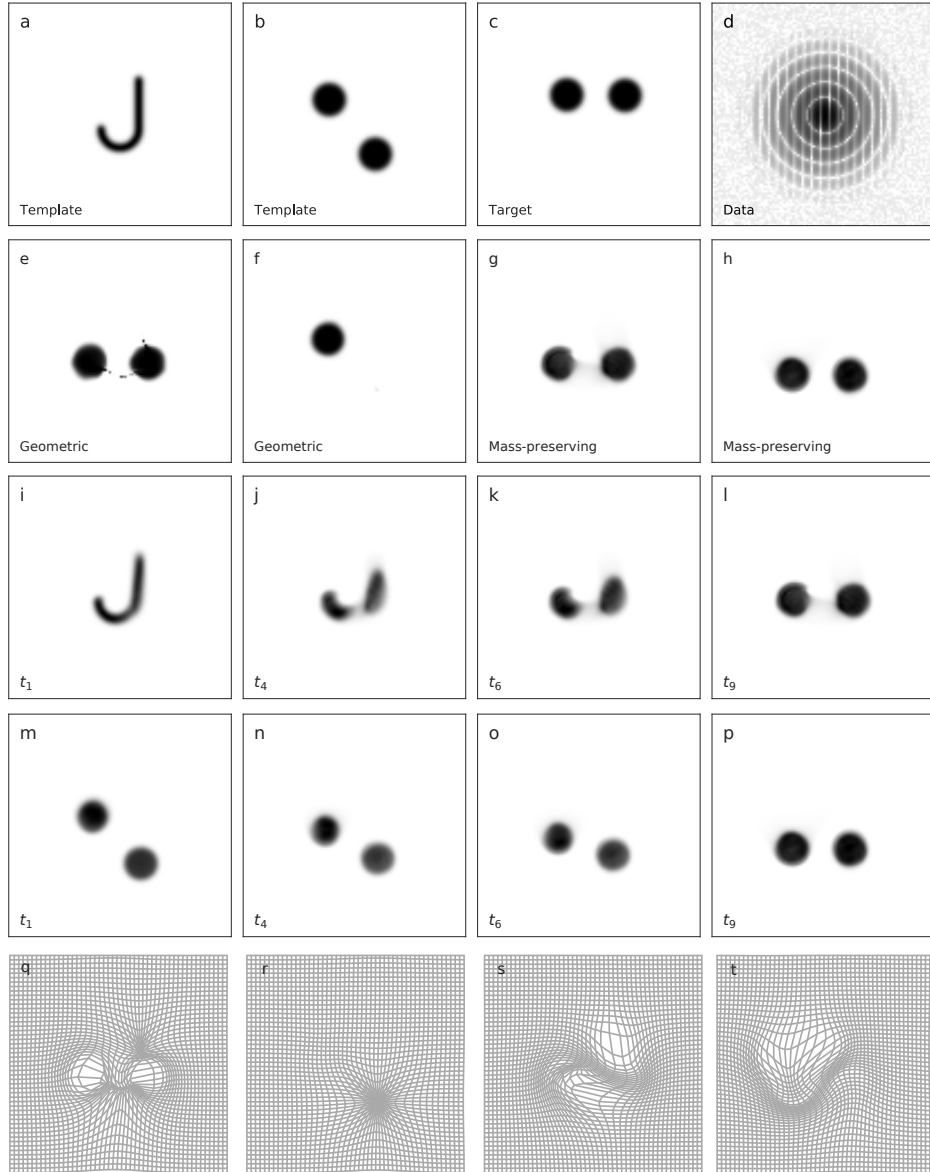 a
b
c
d
Template
Template
Target
Data
e
f
g
h
Geometric
Geometric
Mass-preserving
Mass-preserving
i
j
k
l
t₁
t₄
t₆
t₉
m
n
o
p
t₁
t₄
t₆
t₉
q
r
s
t